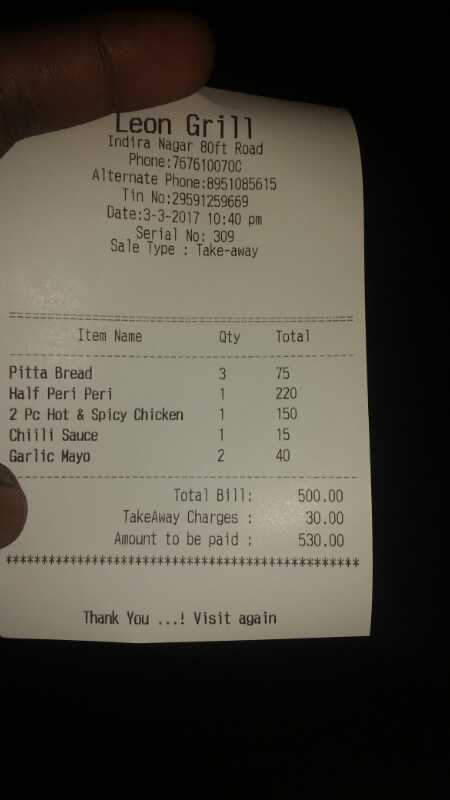 Leon Grill
Indira Nagar 80ft Road
Phone:767610070C
Alternate Phone:8951085615
Tin No:29591259669
Date:3-3-2017 10:40 pm
Serial No: 309
Sale Type : Take-away
==================================================
Item Name Qty Total
--------------------------------------------------
Pitta Bread 3 75
Half Peri Peri 1 220
2 Pc Hot & Spicy Chicken 1 150
Chiili Sauce 1 15
Garlic Mayo 2 40
--------------------------------------------------
Total Bill: 500.00
TakeAway Charges : 30.00
Amount to be paid : 530.00
**************************************************
Thank You ...! Visit again